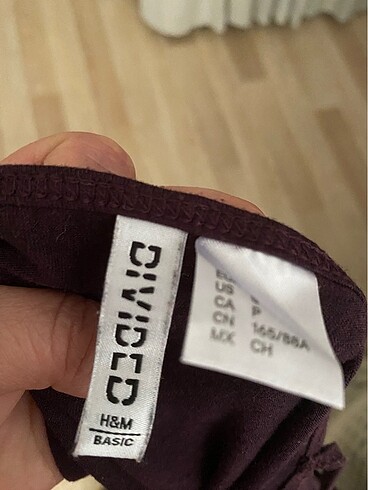 DIVIDED
H&M
BASIC
US
CA P
CN 165/88A
MX CH